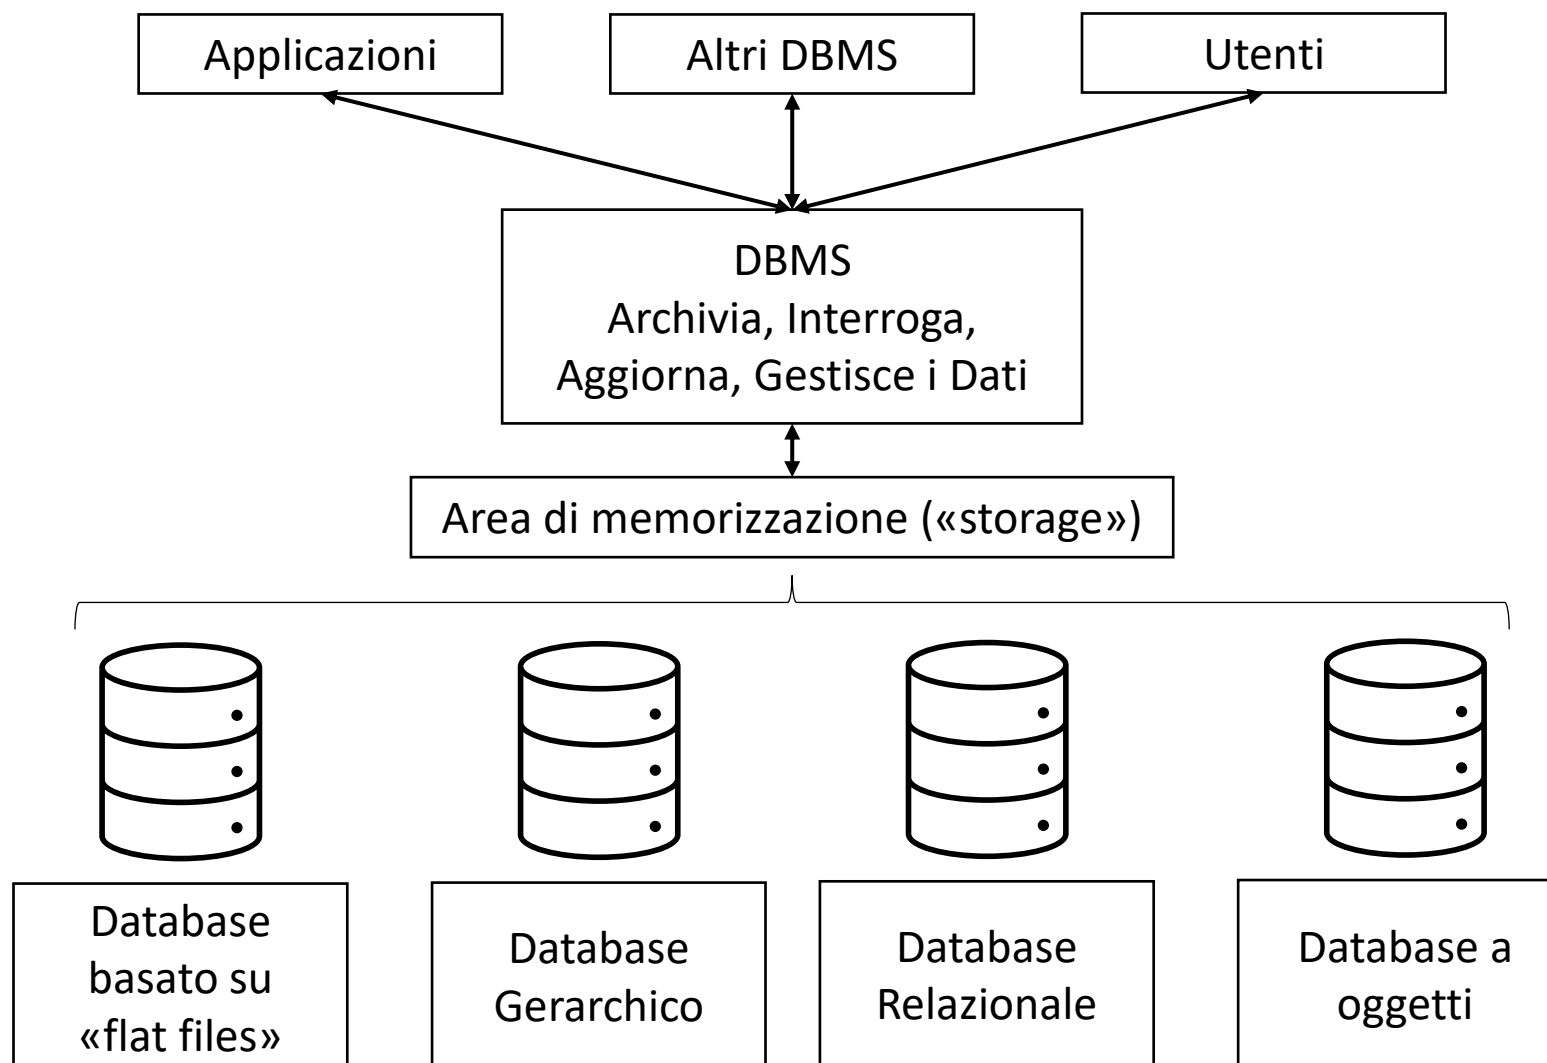 Applicazioni
Altri DBMS
Utenti
DBMS
Archivia, Interroga,
Aggiorna, Gestisce i Dati
Area di memorizzazione («storage»)
Database
basato su
«flat files»
Database
Gerarchico
Database
Relazionale
Database a
oggetti